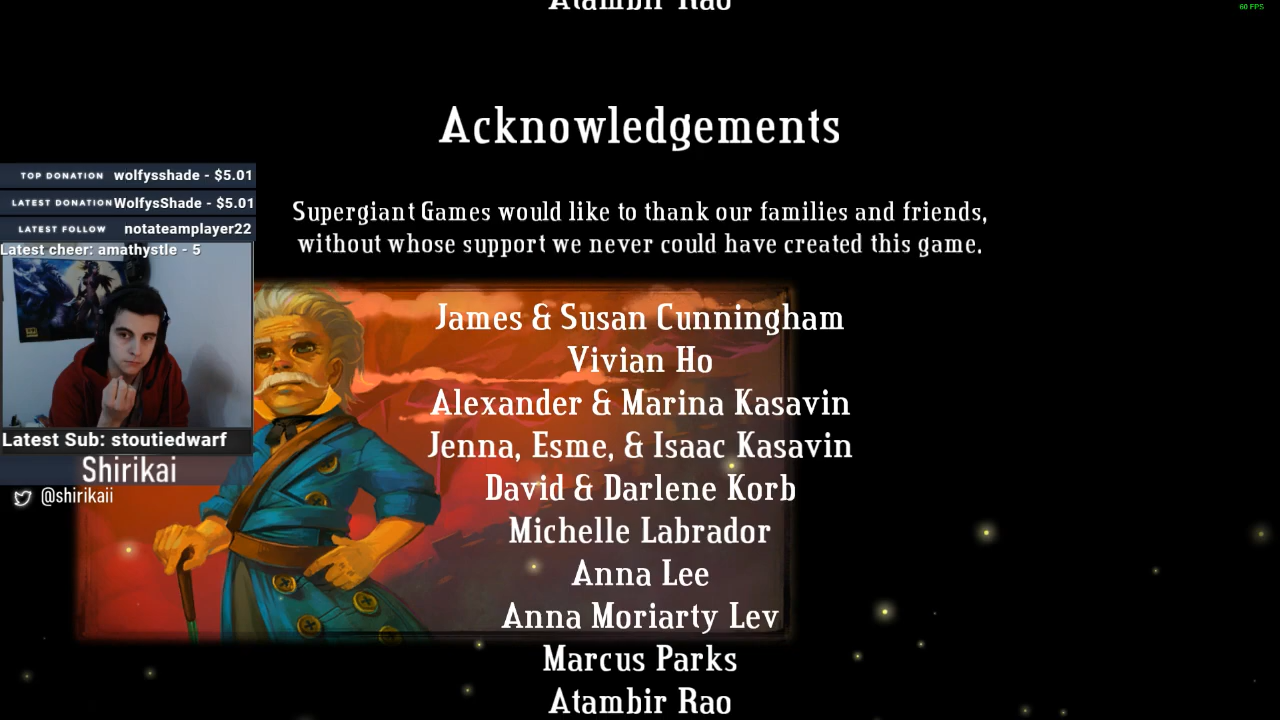 Atambir Rao
60 FPS
Acknowledgements
TOP DONATION wolfysshade - $5.01
LATEST DONATION WolfysShade - $5.01
LATEST FOLLOW notateamplayer22
Latest cheer: amathystle - 5
Supergiant Games would like to thank our families and friends,
without whose support we never could have created this game.
James & Susan Cunningham
Vivian Ho
Alexander & Marina Kasavin
Jenna, Esme, & Isaac Kasavin
David & Darlene Korb
Michelle Labrador
Anna Lee
Anna Moriarty Lev
Marcus Parks
Atambir Rao
Latest Sub: stoutiedwarf
Shirikai
@shirikaii